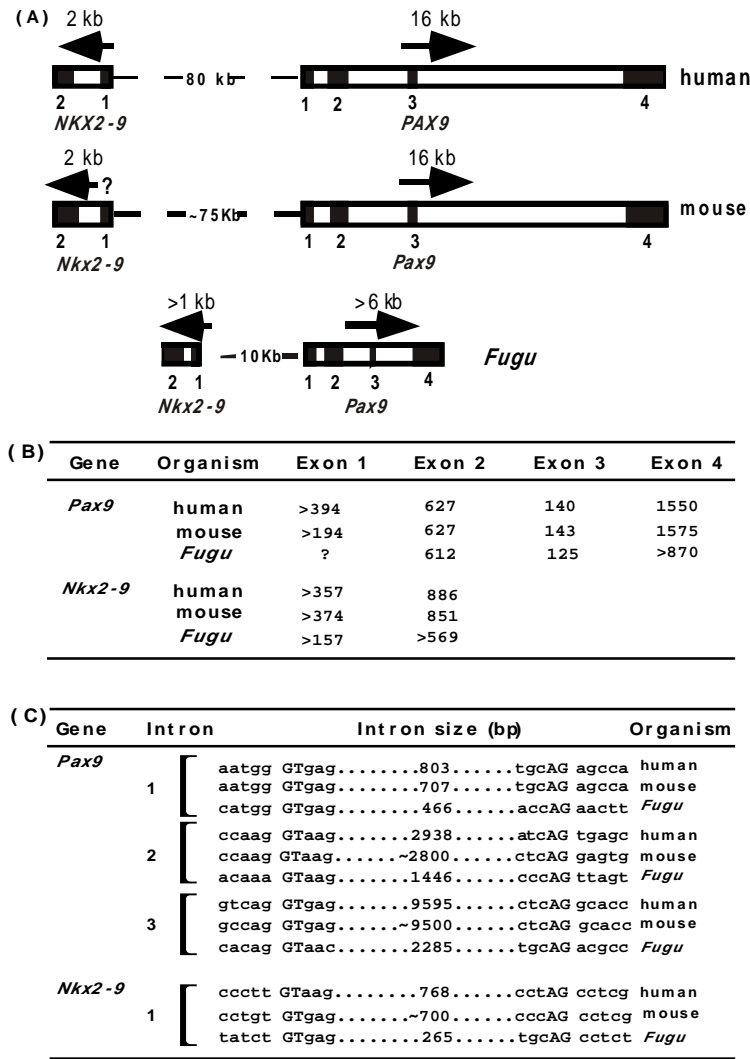 (A)
2 kb 16 kb
80 kb
human
2 1 1 2 3 4
NKX2-9 PAX9
2 kb ? 16 kb
~75Kb
mouse
2 1 1 2 3 4
Nkx2-9 Pax9
>1 kb >6 kb
10Kb
Fugu
2 1 1 2 3 4
Nkx2-9 Pax9
(B)
Gene Organism Exon 1 Exon 2 Exon 3 Exon 4
Pax9 human >394 627 140 1550
mouse >194 627 143 1575
Fugu ? 612 125 >870
Nkx2-9 human >357 886
mouse >374 851
Fugu >157 >569
(C)
Gene Intron Intron size (bp) Organism
Pax9
1
aatgg GTgag........803......tgcAG agcca human
aatgg GTgag........707......tgcAG agcca mouse
catgg GTgag........466......accAG aactt Fugu
2
ccaag GTaag.......2938......atcAG tgagc human
ccaag GTaag......~2800......ctcAG gagtg mouse
acaaa GTaag.......1446......cccAG ttagt Fugu
3
gtcag GTgag.......9595......ctcAG gcacc human
gccag GTgag......~9500......ctcAG gcacc mouse
cacag GTaac.......2285......tgcAG acgcc Fugu
Nkx2-9
1
ccctt GTaag........768......cctAG cctcg human
cctgt GTgag.......~700......cccAG cctcg mouse
tatct GTgag........265......tgcAG cctct Fugu